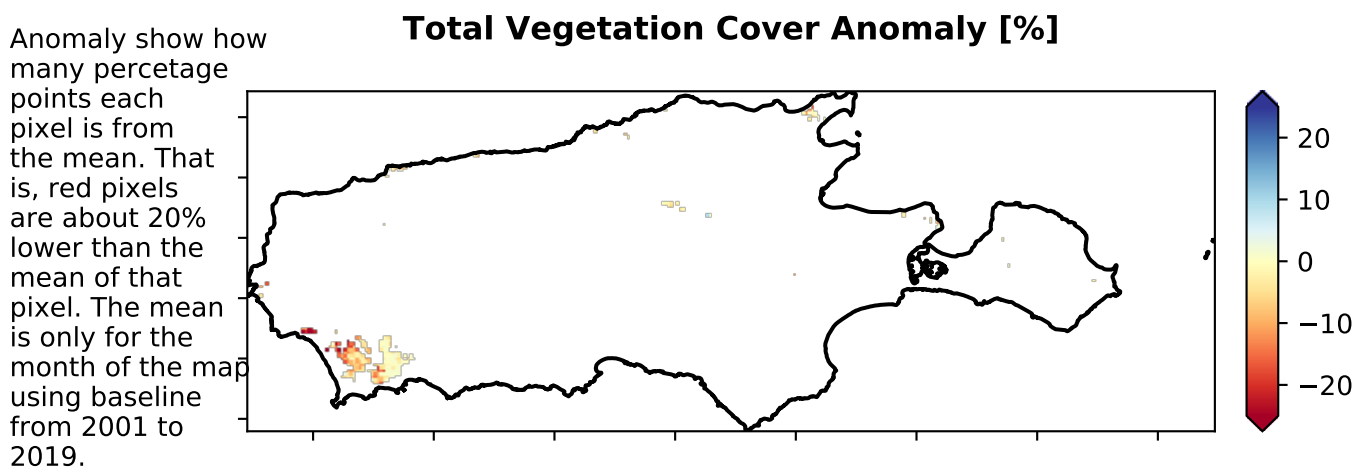 Total Vegetation Cover Anomaly [%]
Anomaly show how
many percetage
points each
pixel is from
the mean. That
is, red pixels
are about 20%
lower than the
mean of that
pixel. The mean
is only for the
month of the map
using baseline
from 2001 to
2019.
20
10
0
−10
−20